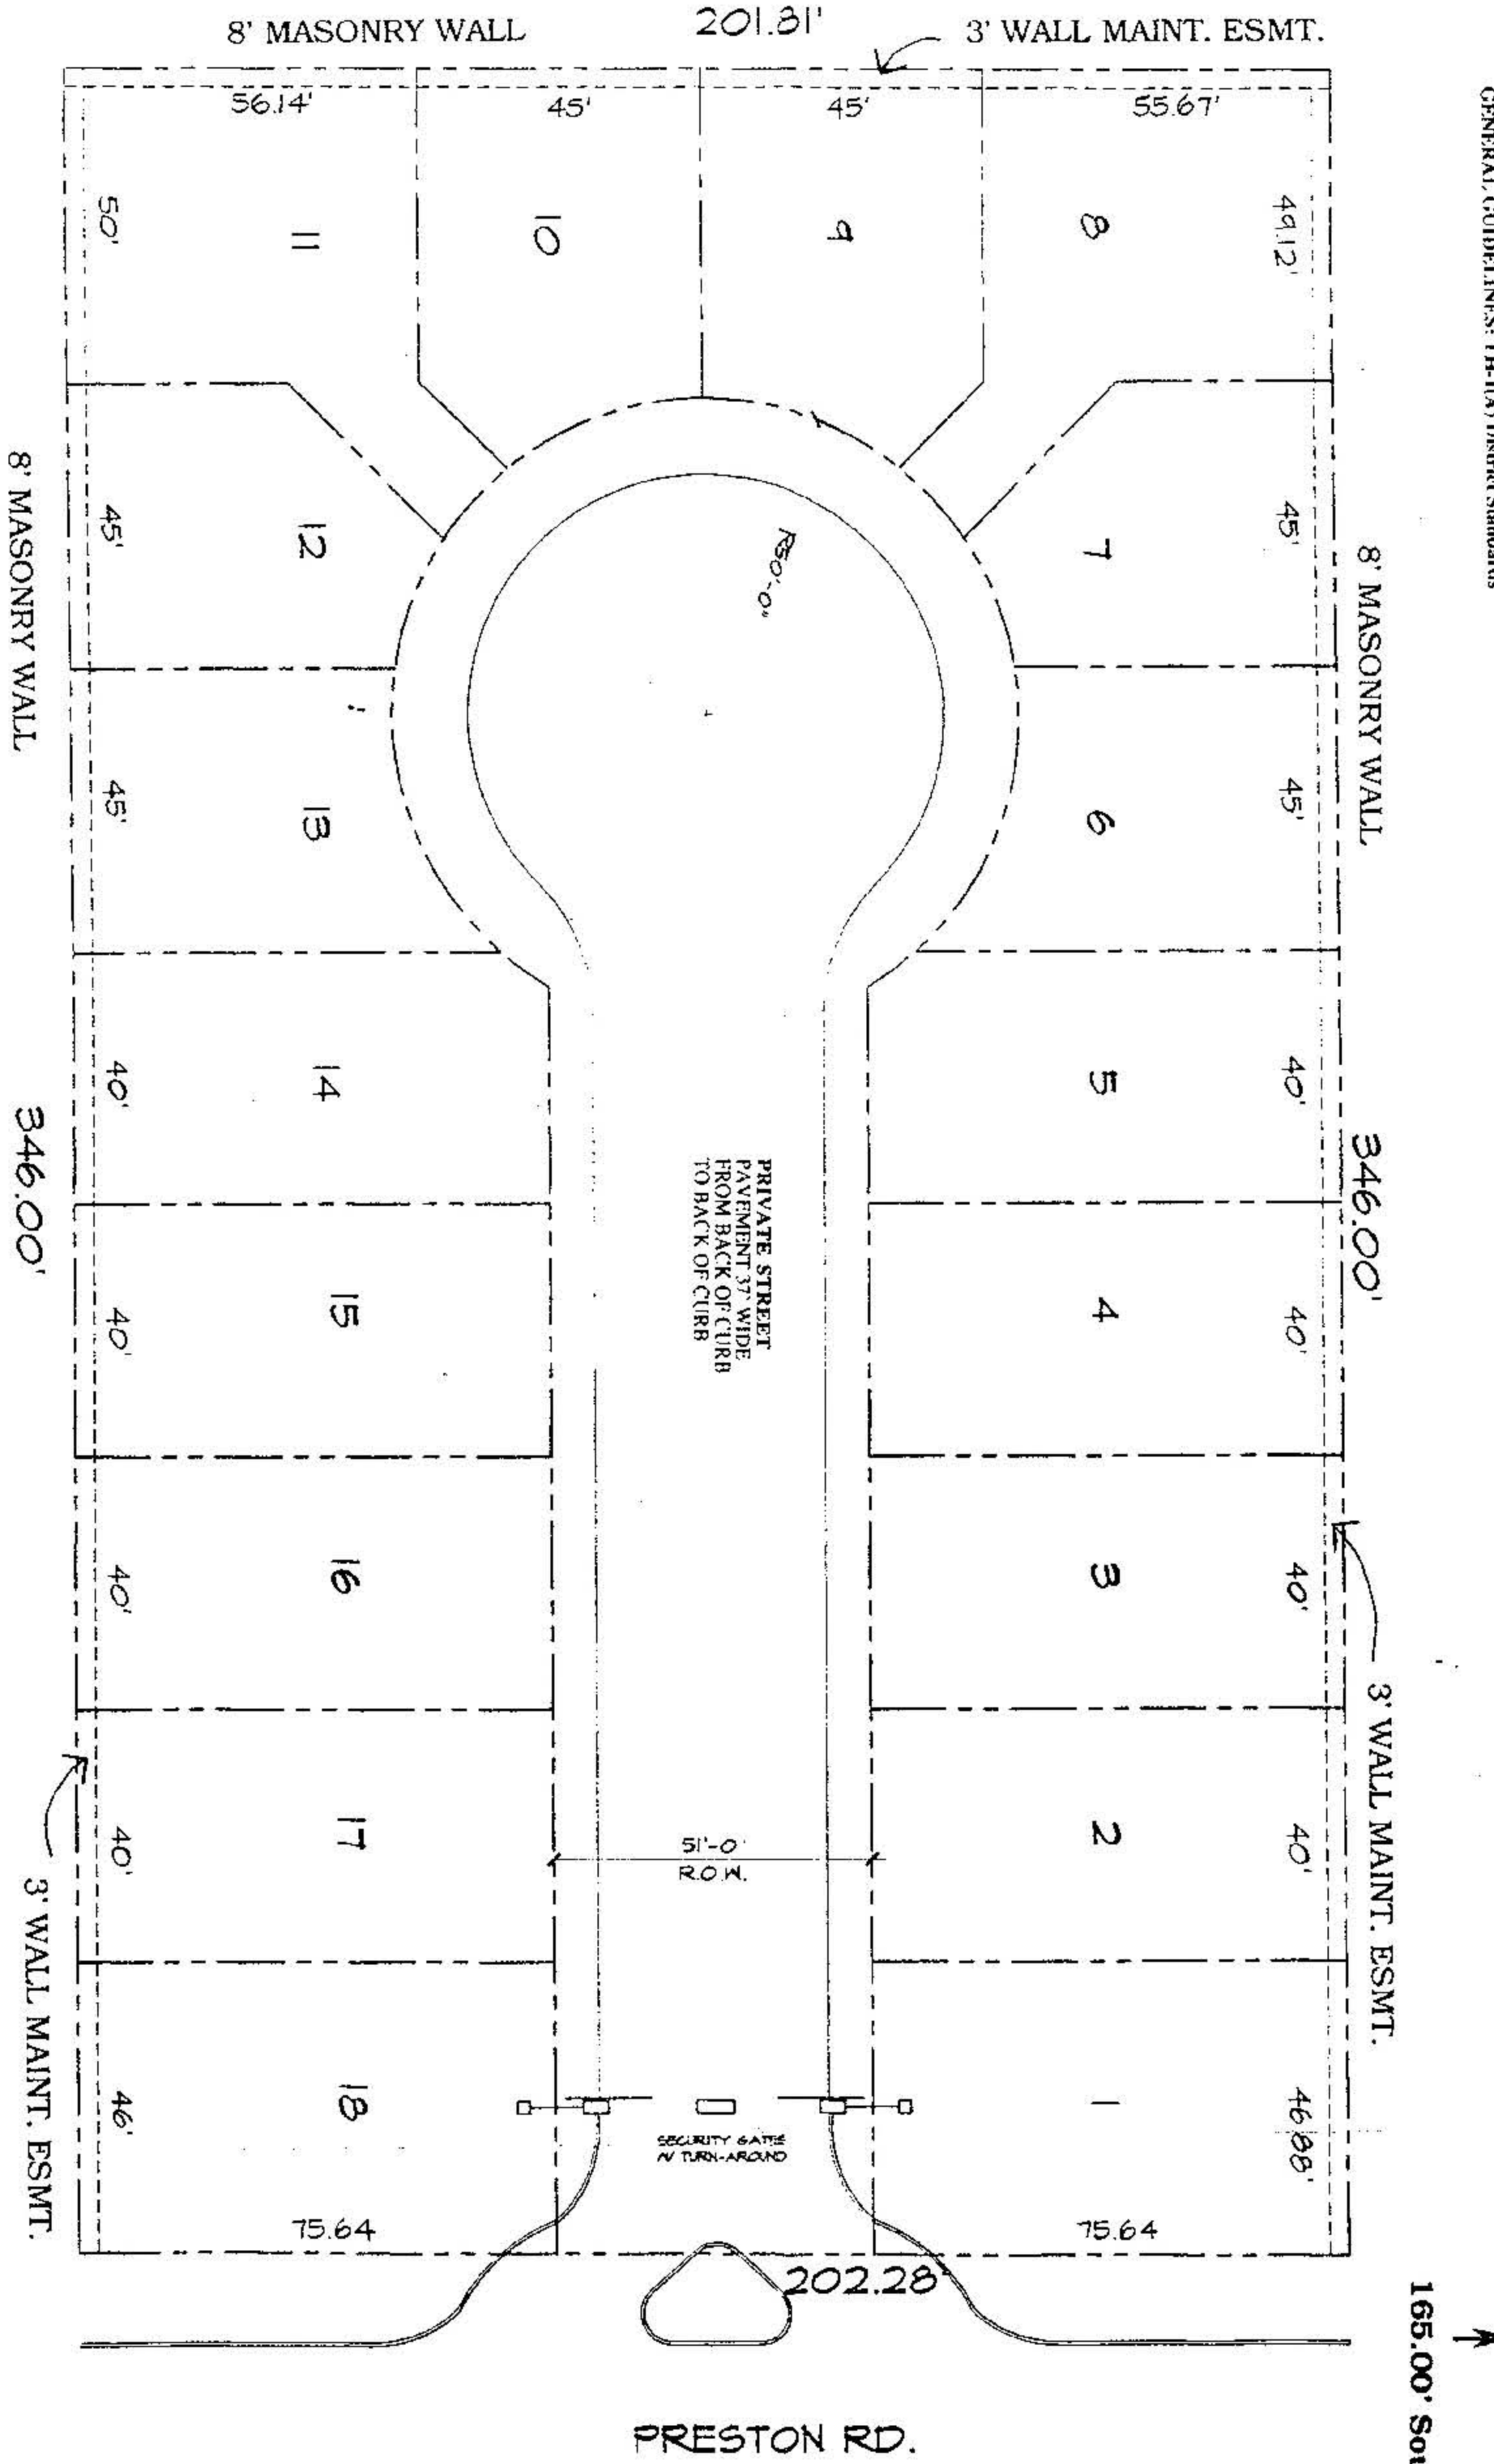 201.81'
8' MASONRY WALL
3' WALL MAINT. ESMT.
GENERAL GUIDELINES: TH-1(A) District Standards
56.14'
45'
45'
55.67'
50'
11
10
9
8
49.12'
8' MASONRY WALL
45'
12
R50'-0"
7
45'
8' MASONRY WALL
45'
13
6
45'
40'
14
5
40'
346.00'
346.00'
PRIVATE STREET
PAVEMENT 37' WIDE
FROM BACK OF CURB
TO BACK OF CURB
40'
15
4
40'
40'
16
3
40'
3' WALL MAINT. ESMT.
40'
17
51'-0"
R.O.W.
2
40'
3' WALL MAINT. ESMT.
46'
18
SECURITY GATES
W/ TURN-AROUND
1
46.88'
75.64
75.64
202.28'
165.00'
PRESTON RD.